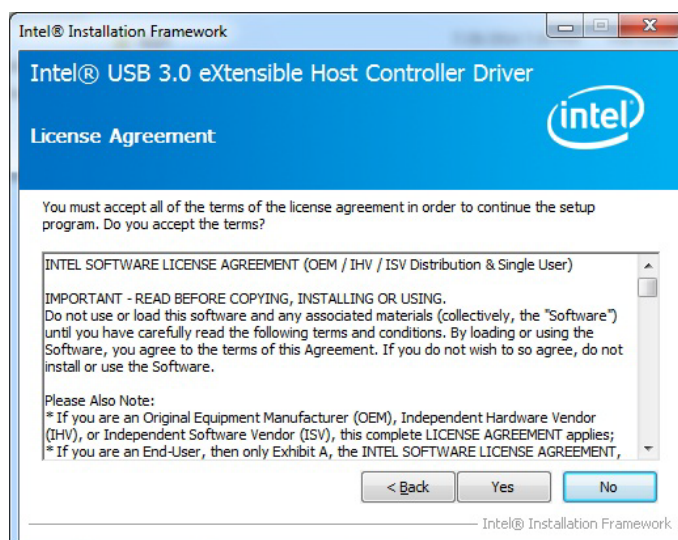 Intel® Installation Framework
Intel® USB 3.0 eXtensible Host Controller Driver
intel
License Agreement
You must accept all of the terms of the license agreement in order to continue the setup
program. Do you accept the terms?
INTEL SOFTWARE LICENSE AGREEMENT (OEM / IHV / ISV Distribution & Single User)
IMPORTANT - READ BEFORE COPYING, INSTALLING OR USING.
Do not use or load this software and any associated materials (collectively, the "Software")
until you have carefully read the following terms and conditions. By loading or using the
Software, you agree to the terms of this Agreement. If you do not wish to so agree, do not
install or use the Software.
Please Also Note:
* If you are an Original Equipment Manufacturer (OEM), Independent Hardware Vendor
(IHV), or Independent Software Vendor (ISV), this complete LICENSE AGREEMENT applies;
* If you are an End-User, then only Exhibit A, the INTEL SOFTWARE LICENSE AGREEMENT,
< Back Yes No
Intel® Installation Framework